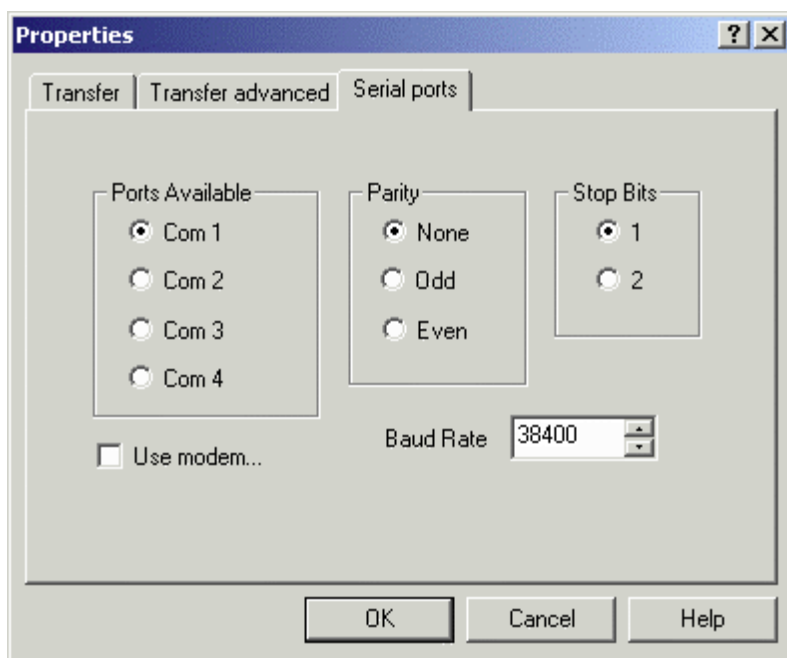 Properties
Transfer
Transfer advanced
Serial ports
Ports Available
Com 1
Com 2
Com 3
Com 4
Parity
None
Odd
Even
Stop Bits
1
2
Use modem...
Baud Rate
38400
OK
Cancel
Help